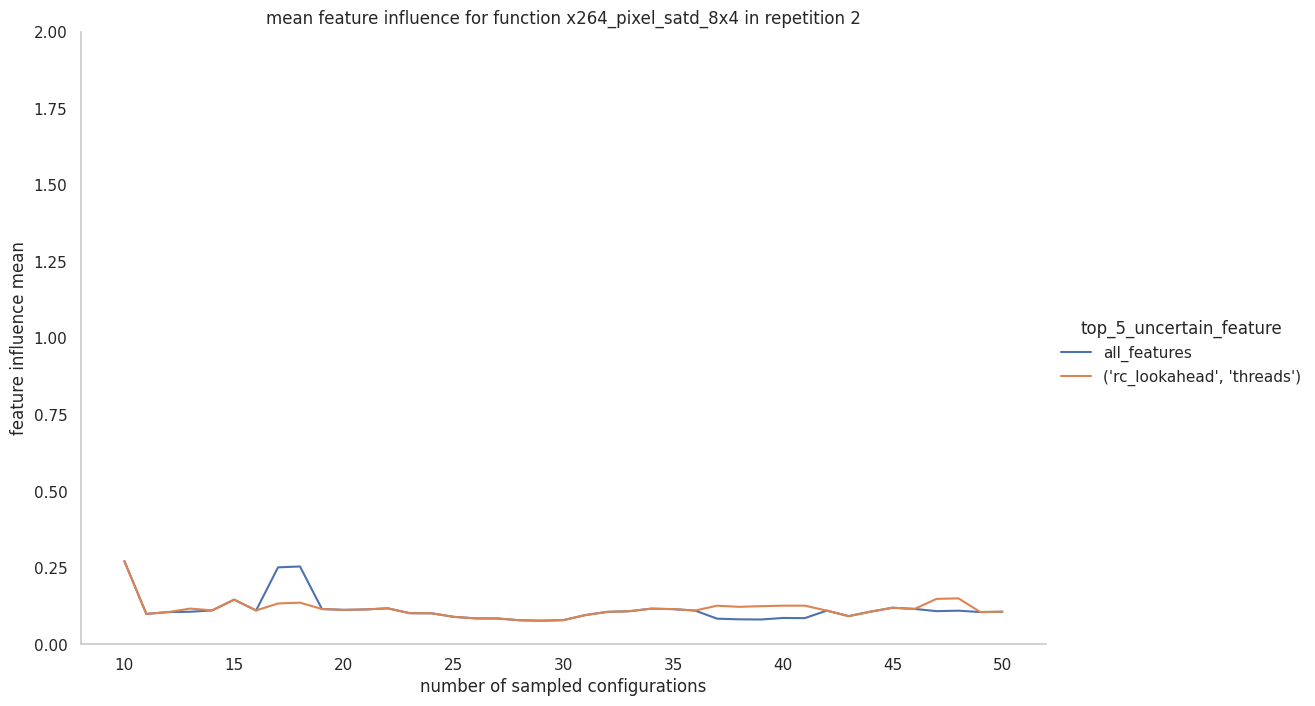 mean feature influence for function x264_pixel_satd_8x4 in repetition 2
2.00
1.75
1.50
1.25
1.00
0.75
0.50
0.25
0.00
feature influence mean
10 15 20 25 30 35 40 45 50
number of sampled configurations
top_5_uncertain_feature
all_features
('rc_lookahead', 'threads')